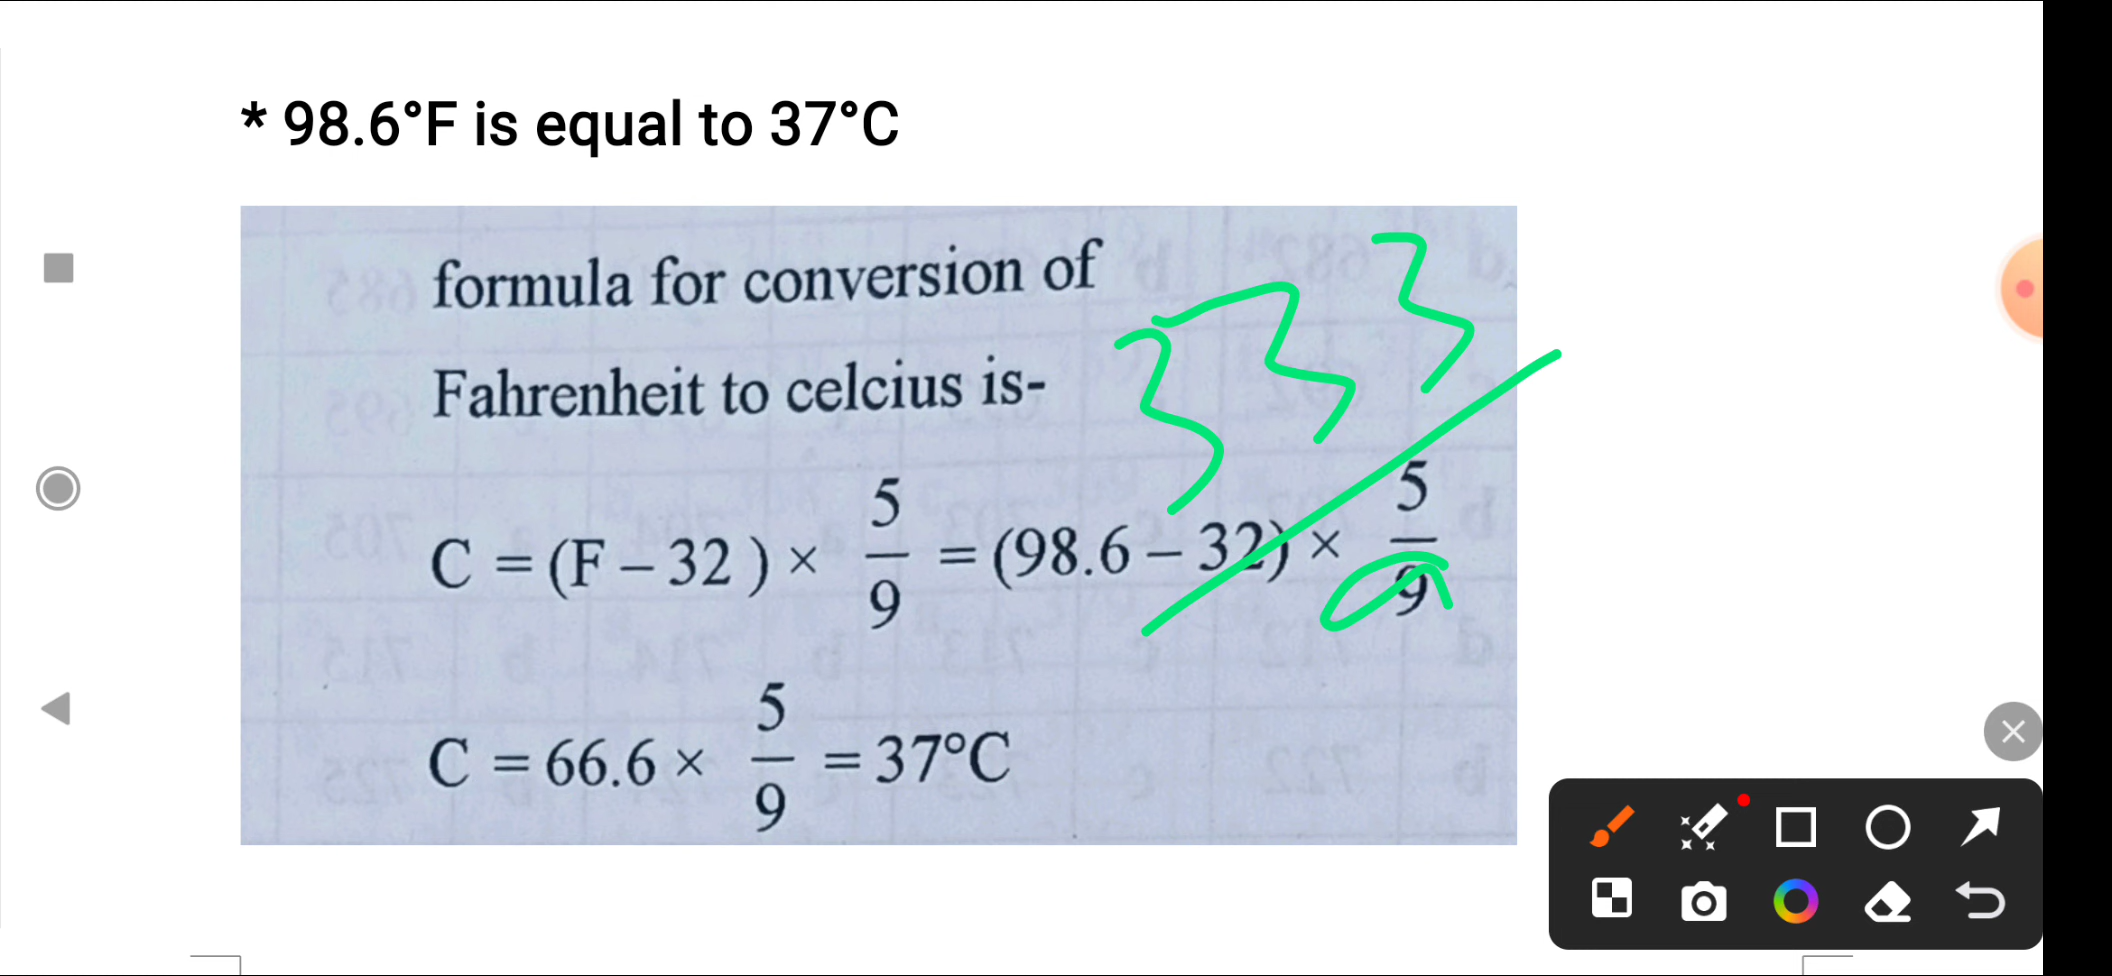 * 98.6°F is equal to 37°C
formula for conversion of
Fahrenheit to celcius is-
C = (F – 32 ) × 5/9 = (98.6 – 32) × 5/9
C = 66.6 × 5/9 = 37°C
333